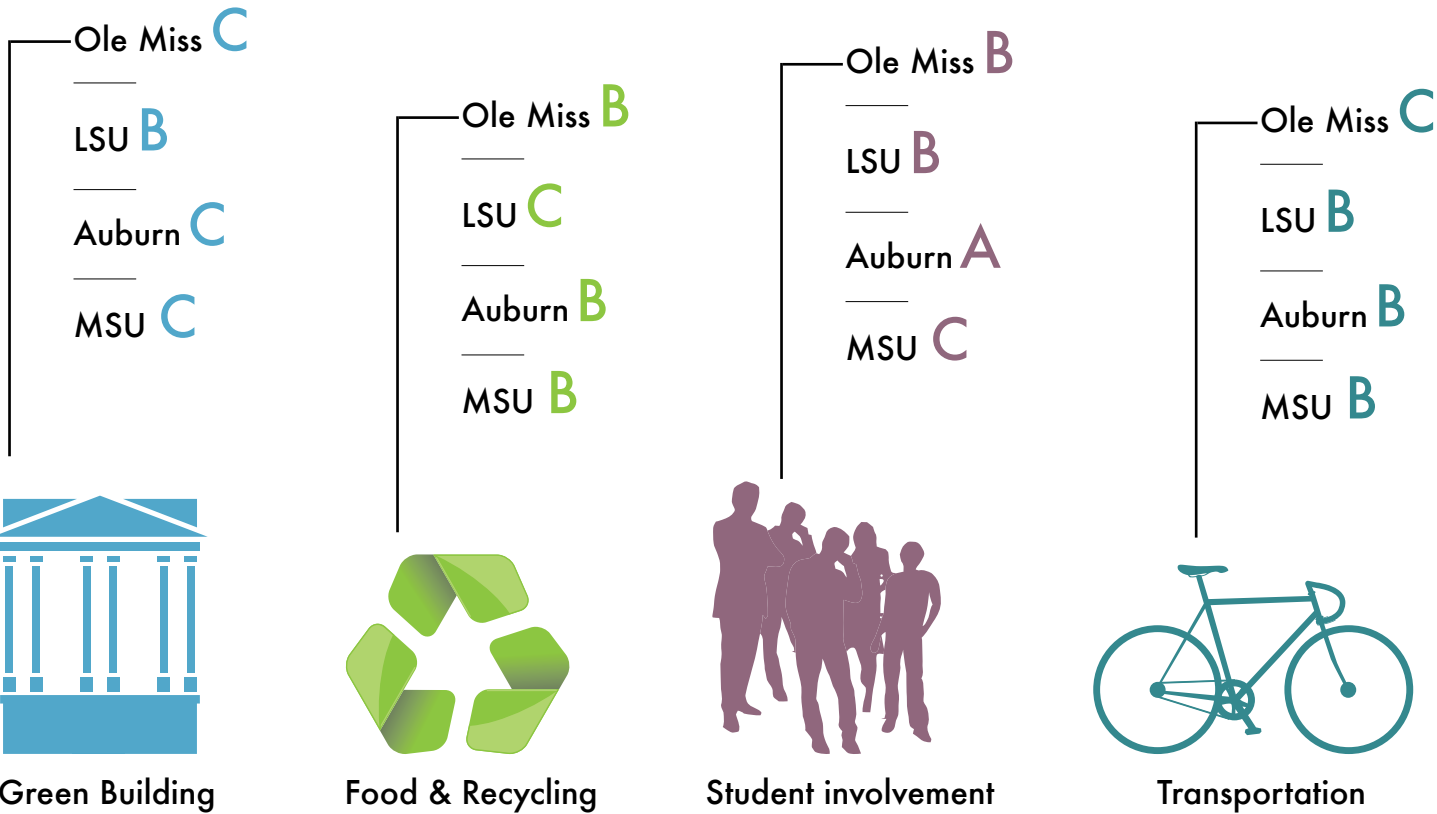 Ole Miss C
LSU B
Auburn C
MSU C
Green Building
Ole Miss B
LSU C
Auburn B
MSU B
Food & Recycling
Ole Miss B
LSU B
Auburn A
MSU C
Student involvement
Ole Miss C
LSU B
Auburn B
MSU B
Transportation